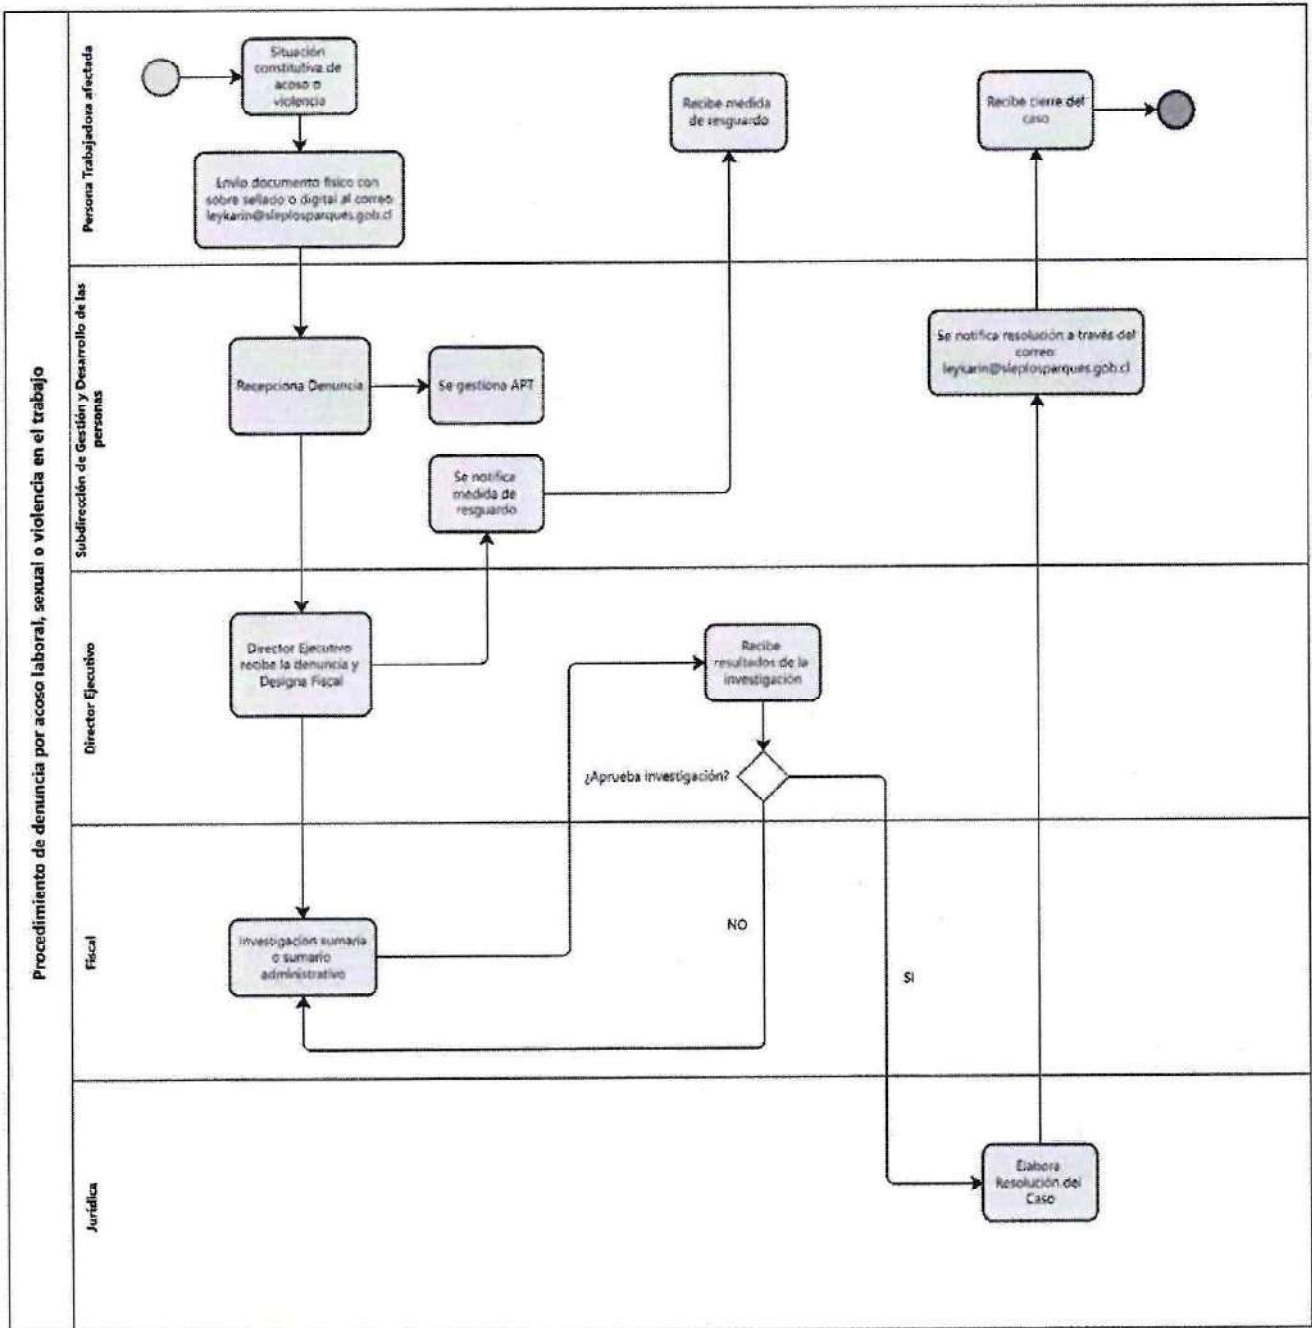 Procedimiento de denuncia por acoso laboral, sexual o violencia en el trabajo
Persona Trabajadora afectada
Situación
constitutiva de
acoso o
violencia
Envío documento físico con
sobre sellado o digital al correo:
leykarin@sleplosparques.gob.cl
Recibe medida
de resguardo
Recibe cierre del
caso
Subdirección de Gestión y Desarrollo de las
personas
Recepciona Denuncia
Se gestiona APT
Se notifica
medida de
resguardo
Se notifica resolución a través del
correo:
leykarin@sleplosparques.gob.cl
Director Ejecutivo
Director Ejecutivo
recibe la denuncia y
Designa Fiscal
Recibe
resultados de la
investigación
¿Aprueba investigación?
Fiscal
Investigación sumaria
o sumario
administrativo
NO
SI
Jurídica
Elabora
Resolución del
Caso